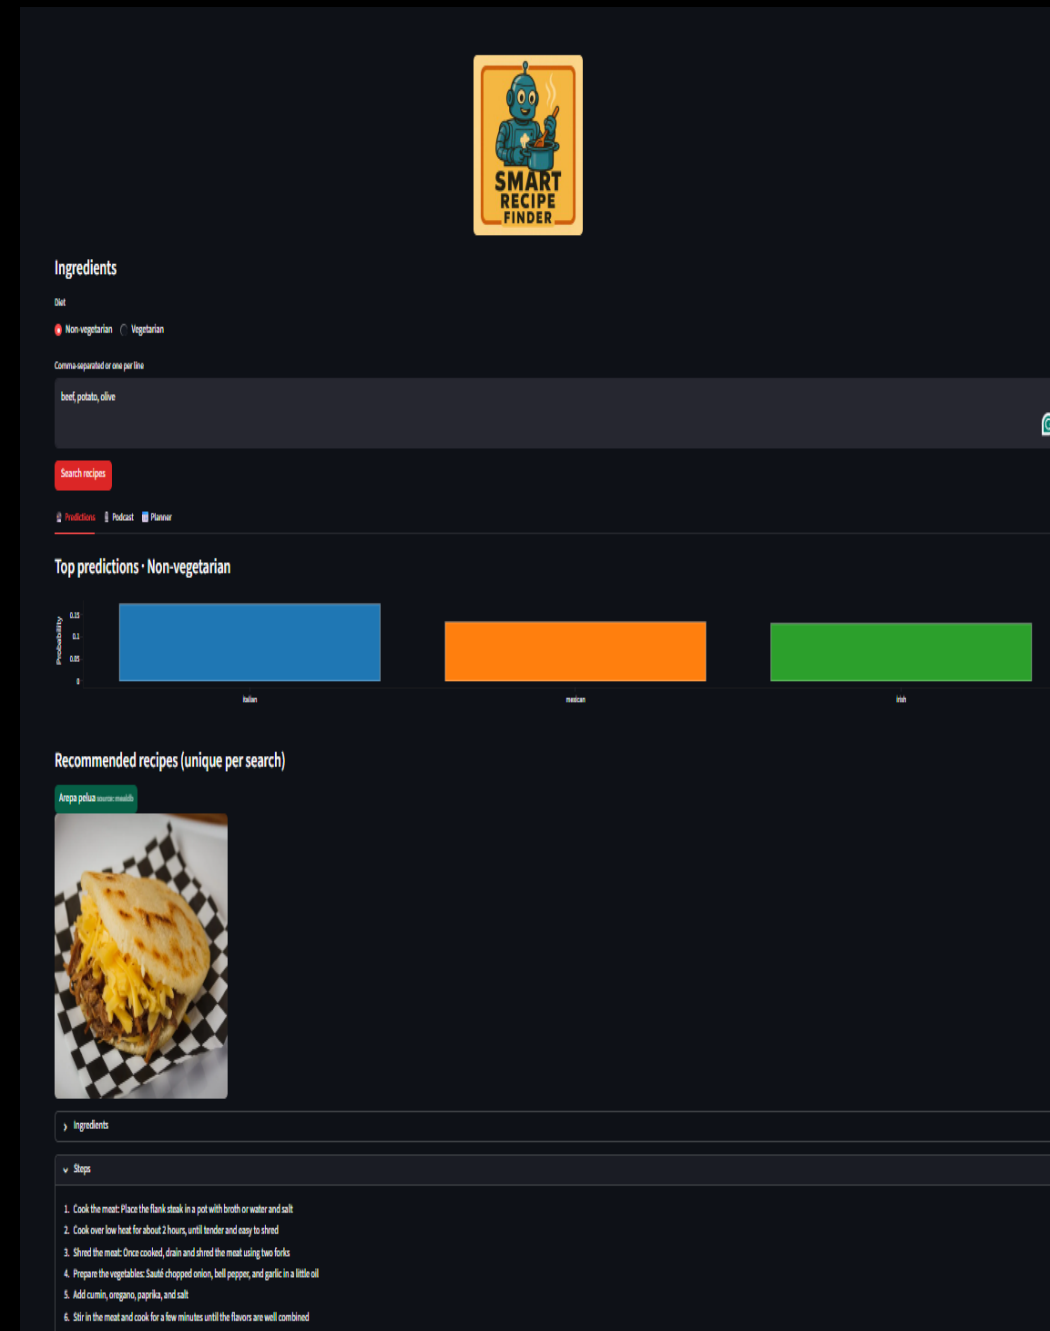 SMART
RECIPE
FINDER
Ingredients
Diet
Non-vegetarian Vegetarian
Comma-separated or one per line
beef, potato, olive
Search recipes
Predictions Podcast Planner
Top predictions · Non-vegetarian
Probability
0.15
0.1
0.05
0
italian mexican irish
Recommended recipes (unique per search)
Arepa pelua source: mealdb
Ingredients
Steps
1. Cook the meat: Place the flank steak in a pot with broth or water and salt
2. Cook over low heat for about 2 hours, until tender and easy to shred
3. Shred the meat: Once cooked, drain and shred the meat using two forks
4. Prepare the vegetables: Sauté chopped onion, bell pepper, and garlic in a little oil
5. Add cumin, oregano, paprika, and salt
6. Stir in the meat and cook for a few minutes until the flavors are well combined